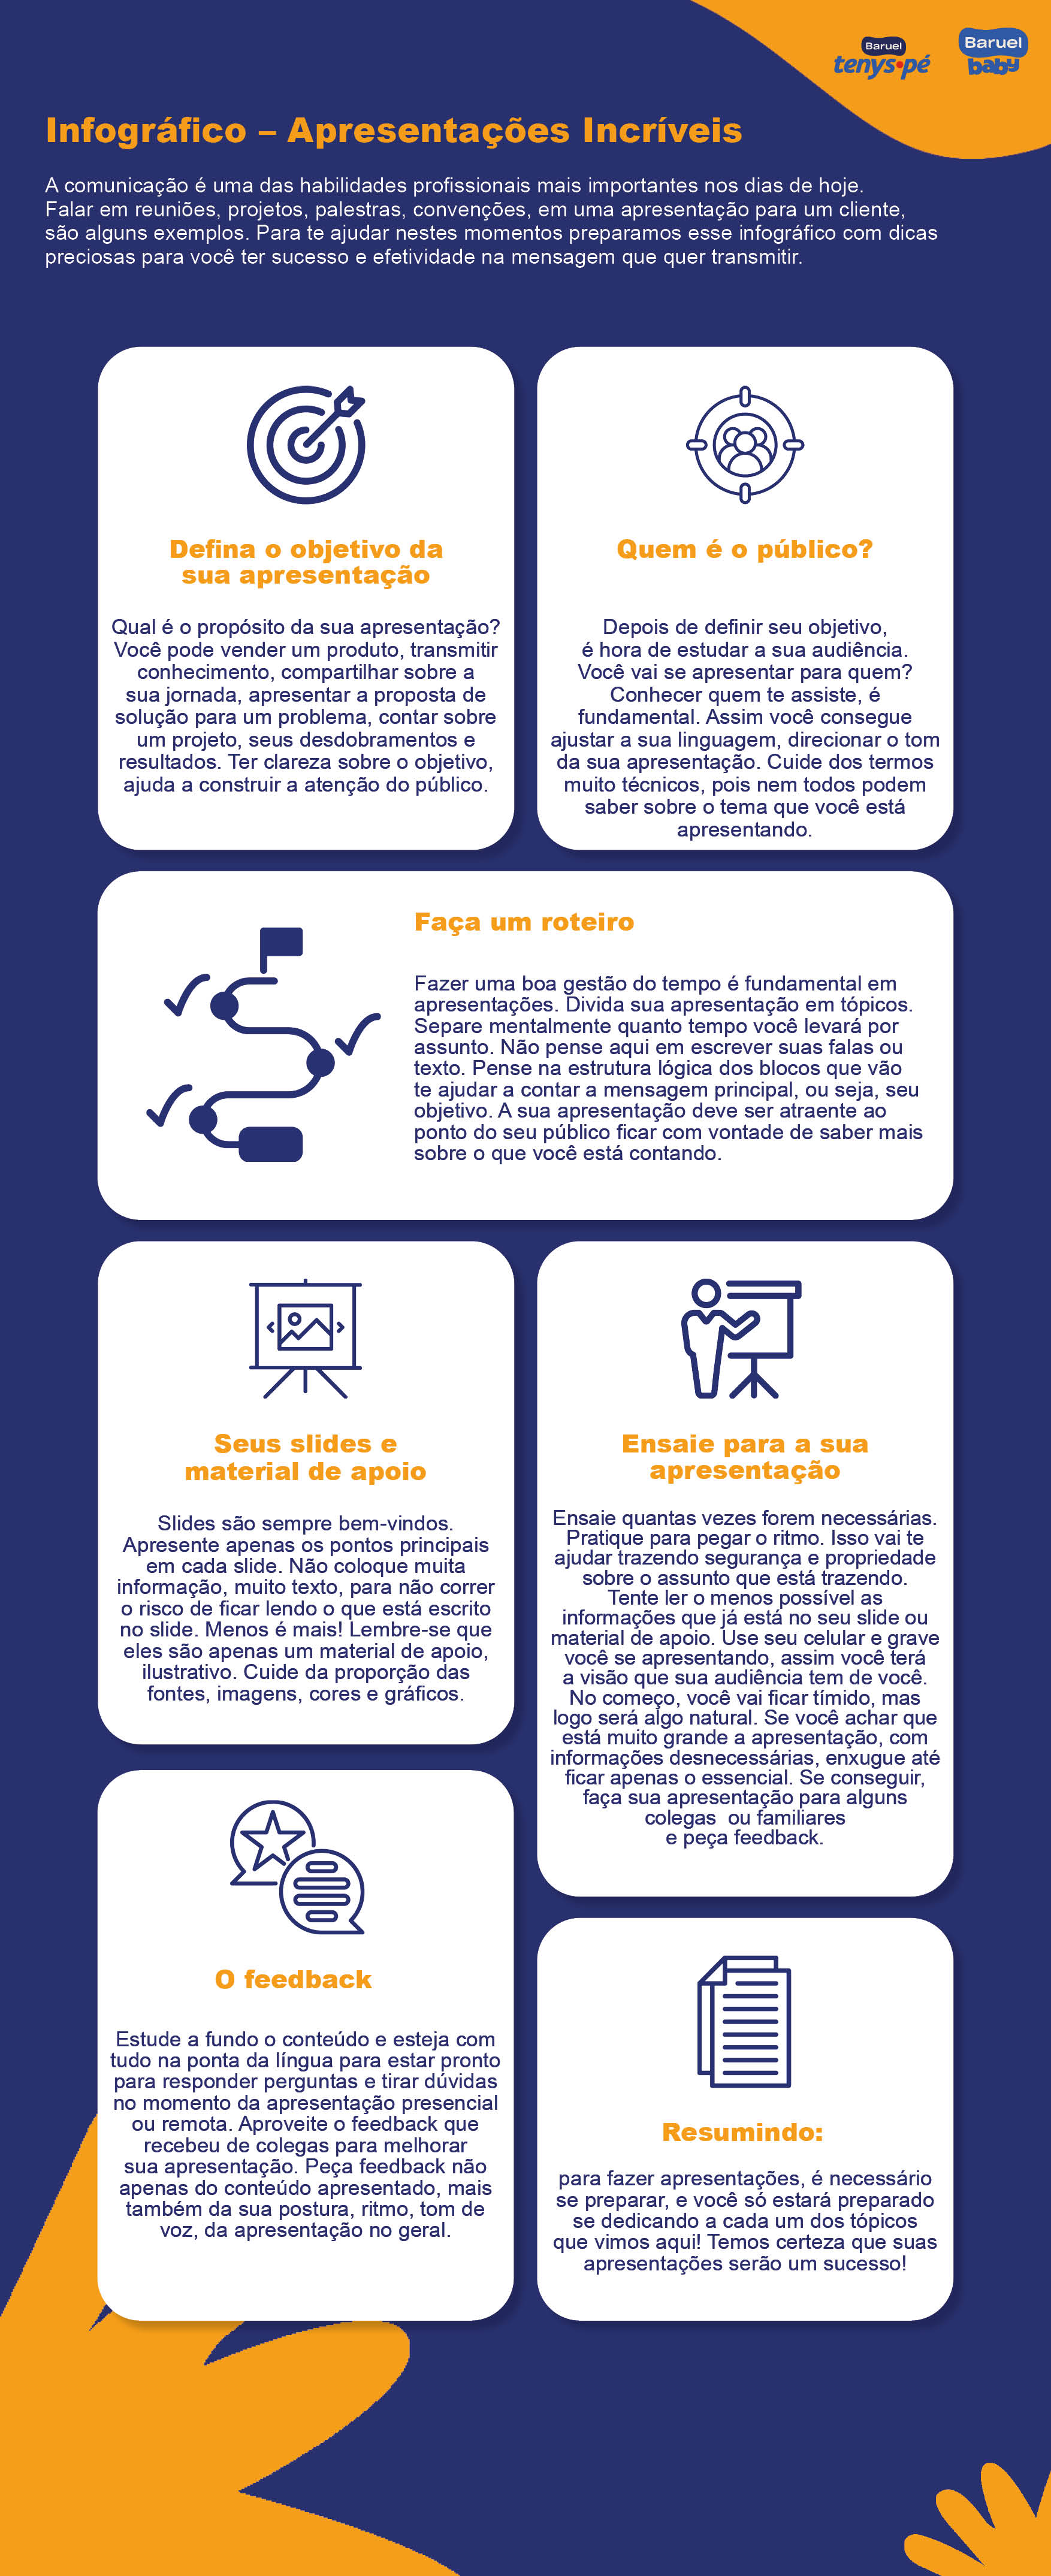 Baruel
tenys pé
Baruel
baby
Infográfico – Apresentações Incríveis
A comunicação é uma das habilidades profissionais mais importantes nos dias de hoje.
Falar em reuniões, projetos, palestras, convenções, em uma apresentação para um cliente,
são alguns exemplos. Para te ajudar nestes momentos preparamos esse infográfico com dicas
preciosas para você ter sucesso e efetividade na mensagem que quer transmitir.
Defina o objetivo da
sua apresentação
Qual é o propósito da sua apresentação?
Você pode vender um produto, transmitir
conhecimento, compartilhar sobre a
sua jornada, apresentar a proposta de
solução para um problema, contar sobre
um projeto, seus desdobramentos e
resultados. Ter clareza sobre o objetivo,
ajuda a construir a atenção do público.
Quem é o público?
Depois de definir seu objetivo,
é hora de estudar a sua audiência.
Você vai se apresentar para quem?
Conhecer quem te assiste, é
fundamental. Assim você consegue
ajustar a sua linguagem, direcionar o tom
da sua apresentação. Cuide dos termos
muito técnicos, pois nem todos podem
saber sobre o tema que você está
apresentando.
Faça um roteiro
Fazer uma boa gestão do tempo é fundamental em
apresentações. Divida sua apresentação em tópicos.
Separe mentalmente quanto tempo você levará por
assunto. Não pense aqui em escrever suas falas ou
texto. Pense na estrutura lógica dos blocos que vão
te ajudar a contar a mensagem principal, ou seja, seu
objetivo. A sua apresentação deve ser atraente ao
ponto do seu público ficar com vontade de saber mais
sobre o que você está contando.
Seus slides e
material de apoio
Slides são sempre bem-vindos.
Apresente apenas os pontos principais
em cada slide. Não coloque muita
informação, muito texto, para não correr
o risco de ficar lendo o que está escrito
no slide. Menos é mais! Lembre-se que
eles são apenas um material de apoio,
ilustrativo. Cuide da proporção das
fontes, imagens, cores e gráficos.
Ensaie para a sua
apresentação
Ensaie quantas vezes forem necessárias.
Pratique para pegar o ritmo. Isso vai te
ajudar trazendo segurança e propriedade
sobre o assunto que está trazendo.
Tente ler o menos possível as
informações que já está no seu slide ou
material de apoio. Use seu celular e grave
você se apresentando, assim você terá
a visão que sua audiência tem de você.
No começo, você vai ficar tímido, mas
logo será algo natural. Se você achar que
está muito grande a apresentação, com
informações desnecessárias, enxugue até
ficar apenas o essencial. Se conseguir,
faça sua apresentação para alguns
colegas ou familiares
e peça feedback.
O feedback
Estude a fundo o conteúdo e esteja com
tudo na ponta da língua para estar pronto
para responder perguntas e tirar dúvidas
no momento da apresentação presencial
ou remota. Aproveite o feedback que
recebeu de colegas para melhorar
sua apresentação. Peça feedback não
apenas do conteúdo apresentado, mais
também da sua postura, ritmo, tom de
voz, da apresentação no geral.
Resumindo:
para fazer apresentações, é necessário
se preparar, e você só estará preparado
se dedicando a cada um dos tópicos
que vimos aqui! Temos certeza que suas
apresentações serão um sucesso!